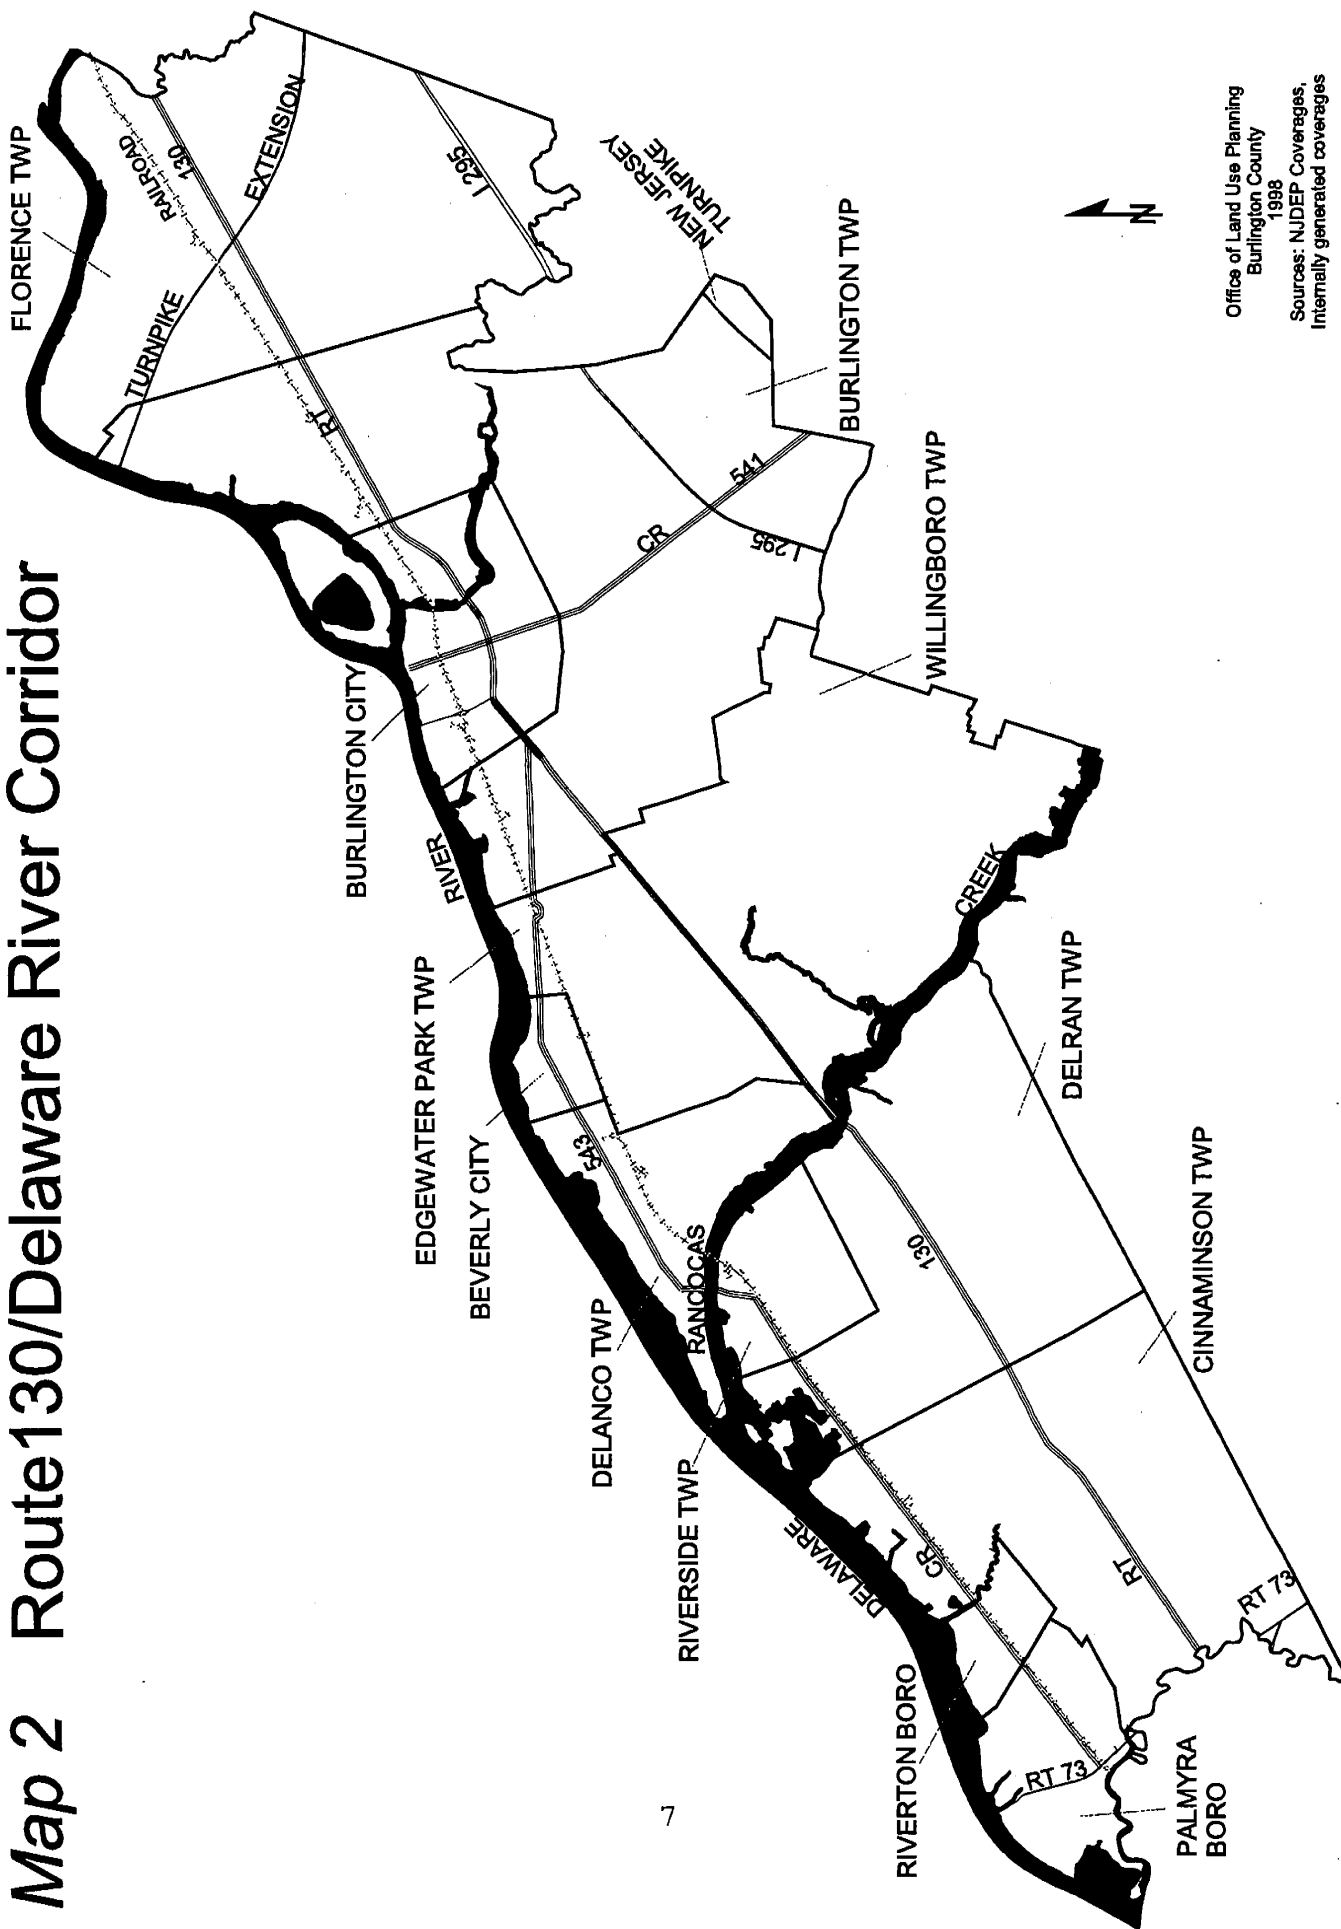 Map 2 Route130/Delaware River Corridor
FLORENCE TWP
RAILROAD
130
EXTENSION
TURNPIKE
I 295
NEW JERSEY
TURNPIKE
RT
BURLINGTON TWP
BURLINGTON CITY
CR
541
I 295
WILLINGBORO TWP
RIVER
EDGEWATER PARK TWP
BEVERLY CITY
CREEK
543
DELRAN TWP
DELANCO TWP
RANCOCAS
130
CINNAMINSON TWP
RIVERSIDE TWP
DELAWARE
CR
RT
RT 73
RIVERTON BORO
RT 73
PALMYRA
BORO
N
Office of Land Use Planning
Burlington County
1998
Sources: NJDEP Coverages,
Internally generated coverages
7